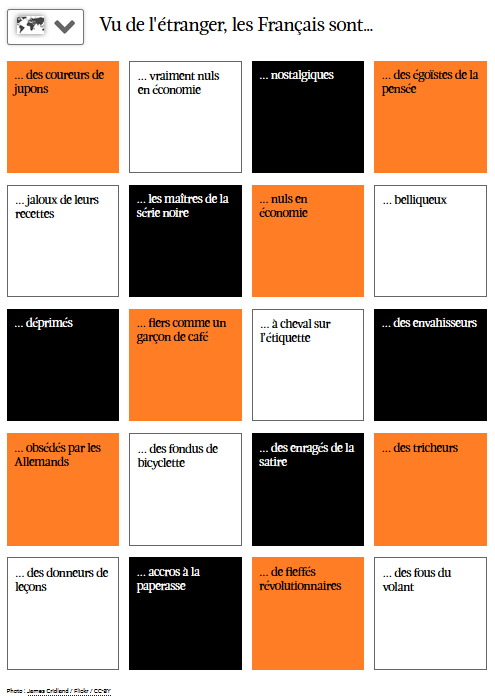 Vu de l'étranger, les Français sont...
... des coureurs de
jupons
... vraiment nuls
en économie
... nostalgiques
... des égoïstes de la
pensée
... jaloux de leurs
recettes
... les maîtres de la
série noire
... nuls en
économie
... belliqueux
... déprimés
... fiers comme un
garçon de café
... à cheval sur
l'étiquette
... des envahisseurs
... obsédés par les
Allemands
... des fondus de
bicyclette
... des enragés de la
satire
... des tricheurs
... des donneurs de
leçons
... accros à la
paperasse
... de fieffés
révolutionnaires
... des fous du
volant
Photo : James Cridland / Flickr / CC-BY